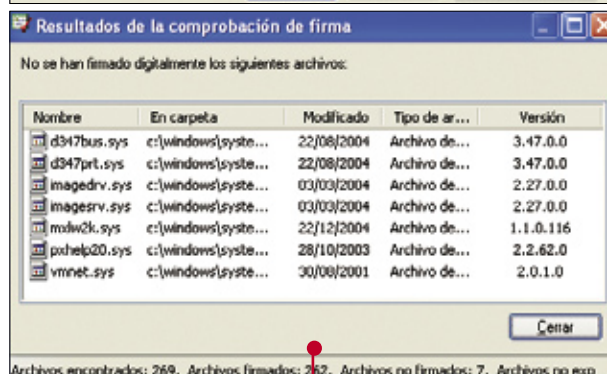 Resultados de la comprobación de firma
No se han firmado digitalmente los siguientes archivos:
Nombre En carpeta Modificado Tipo de ar... Versión
d347bus.sys c:\windows\syste... 22/08/2004 Archivo de... 3.47.0.0
d347prt.sys c:\windows\syste... 22/08/2004 Archivo de... 3.47.0.0
imagedrv.sys c:\windows\syste... 03/03/2004 Archivo de... 2.27.0.0
imagesrv.sys c:\windows\syste... 03/03/2004 Archivo de... 2.27.0.0
c:\windows\syste... 22/12/2004 Archivo de... 1.1.0.116
pxhelp20.sys c:\windows\syste... 28/10/2003 Archivo de... 2.2.62.0
vmnet.sys c:\windows\syste... 30/08/2001 Archivo de... 2.0.1.0
Cerrar
Archivos encontrados: 269. Archivos firmados: 262. Archivos no firmados: 7. Archivos no exp